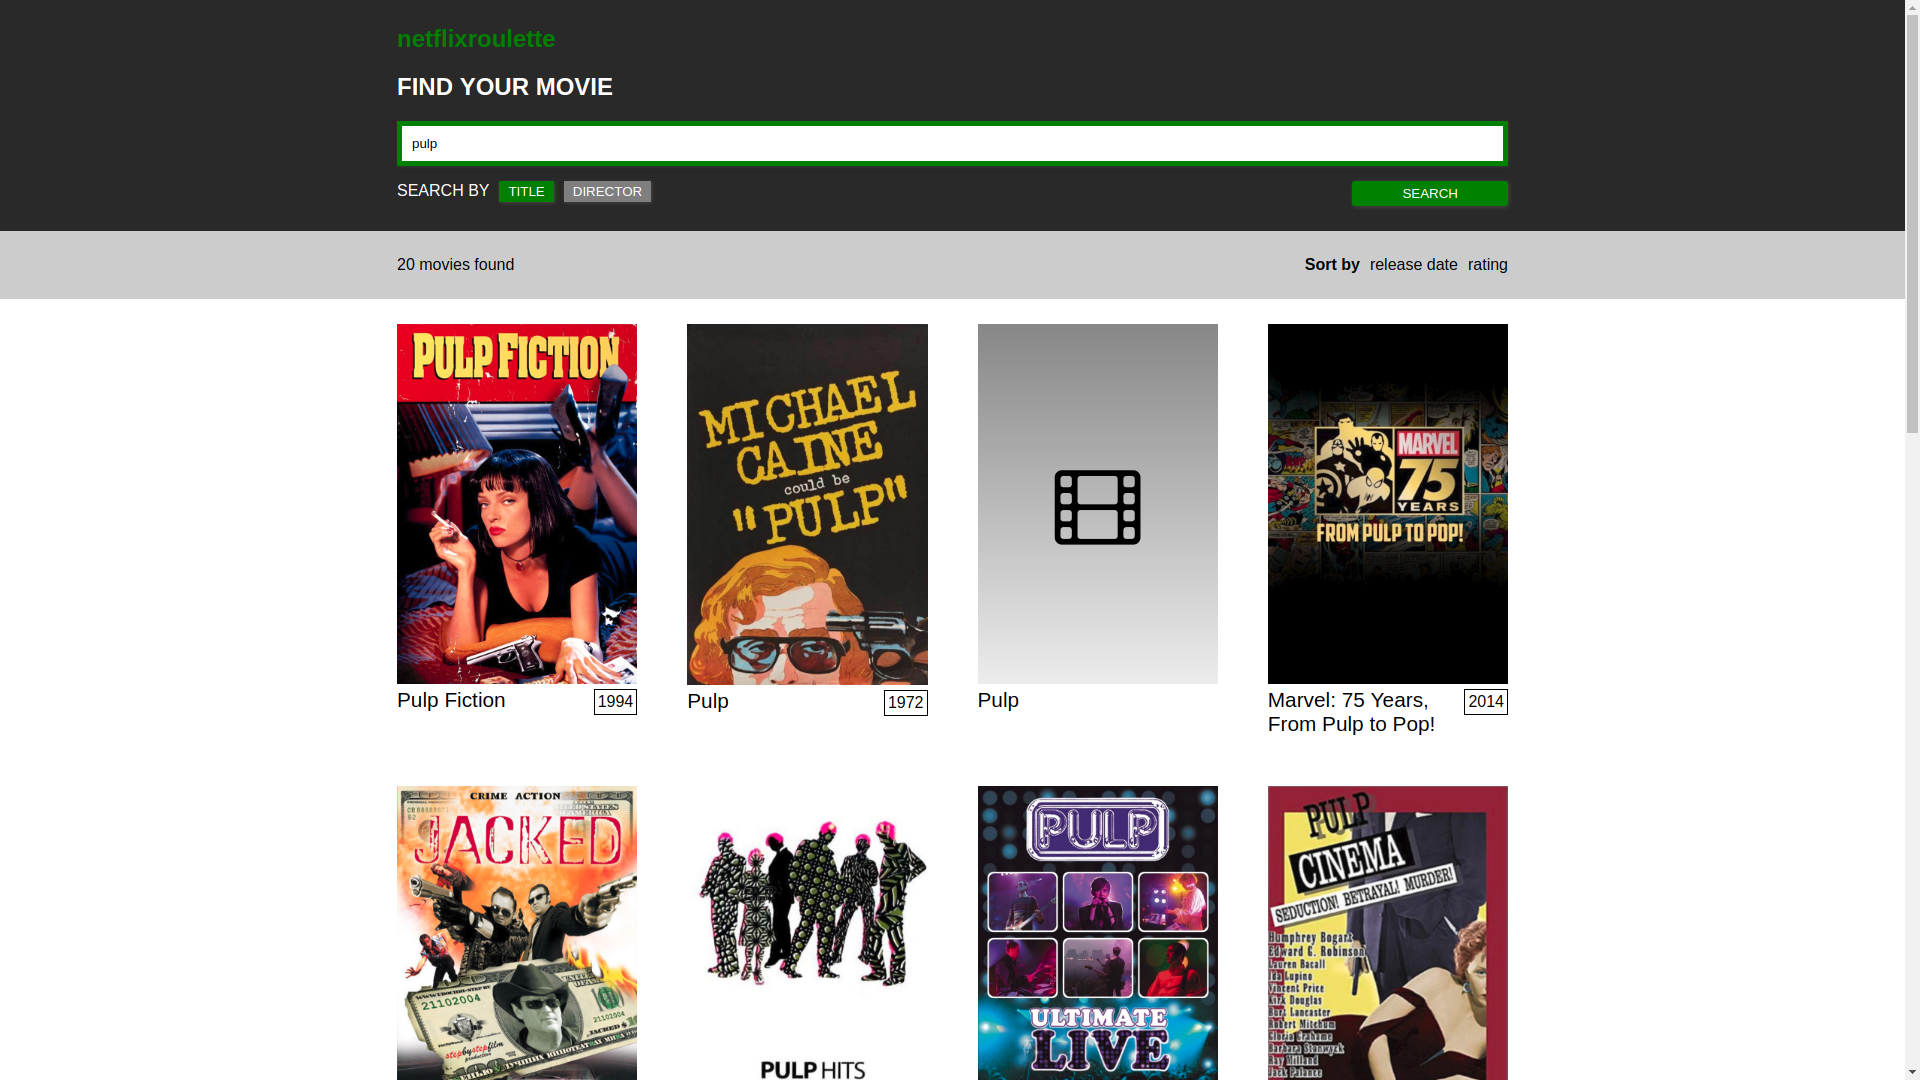 netflixroulette
FIND YOUR MOVIE
pulp
SEARCH BY TITLE DIRECTOR
SEARCH
20 movies found
Sort by release date rating
PULP FICTION
MICHAEL
CAINE
could be
"PULP"
MARVEL
75
YEARS
FROM PULP TO POP!
Pulp Fiction 1994
Pulp 1972
Pulp
Marvel: 75 Years, From Pulp to Pop! 2014
CRIME ACTION
JACKED
21102004
21102004
PULP HITS
PULP
ULTIMATE
LIVE
PULP
CINEMA
SEDUCTION! BETRAYAL! MURDER!
Humphrey Bogart
Edward G. Robinson
Lauren Bacall
Ida Lupino
Vincent Price
Kirk Douglas
Burt Lancaster
Robert Mitchum
Gloria Grahame
Barbara Stanwyck
Ray Milland
Jack Palance